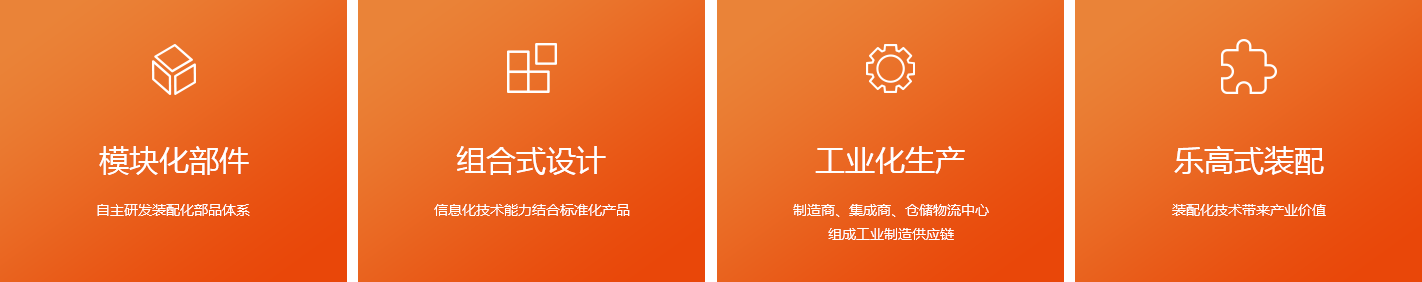 模块化部件
自主研发装配化部品体系
组合式设计
信息化技术能力结合标准化产品
工业化生产
制造商、集成商、仓储物流中心
组成工业制造供应链
乐高式装配
装配化技术带来产业价值